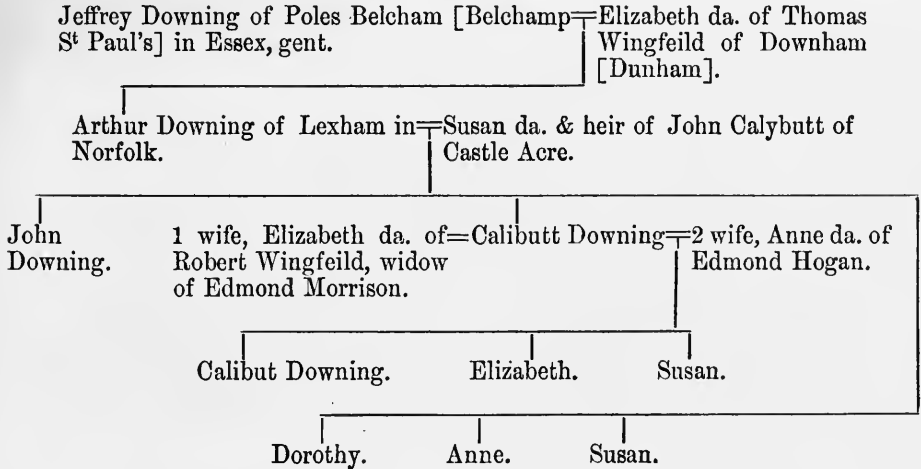 Jeffrey Downing of Poles Belcham [Belchamp=Elizabeth da. of Thomas
St Paul's] in Essex, gent. Wingfeild of Downham
[Dunham].
Arthur Downing of Lexham in=Susan da. & heir of John Calybutt of
Norfolk. Castle Acre.
John 1 wife, Elizabeth da. of=Calibutt Downing=2 wife, Anne da. of
Downing. Robert Wingfeild, widow Edmond Hogan.
of Edmond Morrison.
Calibut Downing. Elizabeth. Susan.
Dorothy. Anne. Susan.